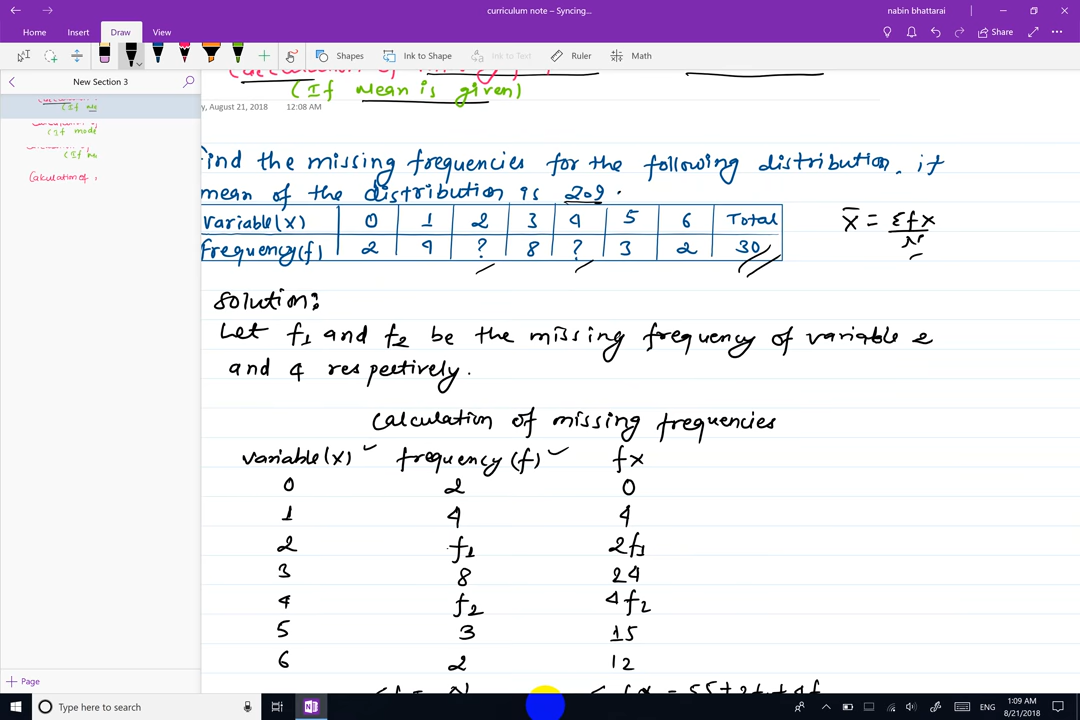 curriculum note – Syncing...
nabin bhattarai
Home Insert Draw View
Share
Shapes Ink to Shape Ink to Text Ruler Math
New Section 3
(If mean is given)
y, August 21, 2018 12:08 AM
find the missing frequencies for the following distribution. if
mean of the distribution is 2.9.
Variable(X) 0 1 2 3 4 5 6 Total
frequency(f) 2 4 ? 8 ? 3 2 30
x̄ = Σfx
N
Solution:
Let f1 and f2 be the missing frequency of variable 2
and 4 respectively.
Calculation of missing frequencies
variable(X) frequency (f) fx
0 2 0
1 4 4
2 f1 2f1
3 8 24
4 f2 4f2
5 3 15
6 2 12
Calculation of
Page
Type here to search
ENG
1:09 AM
8/21/2018